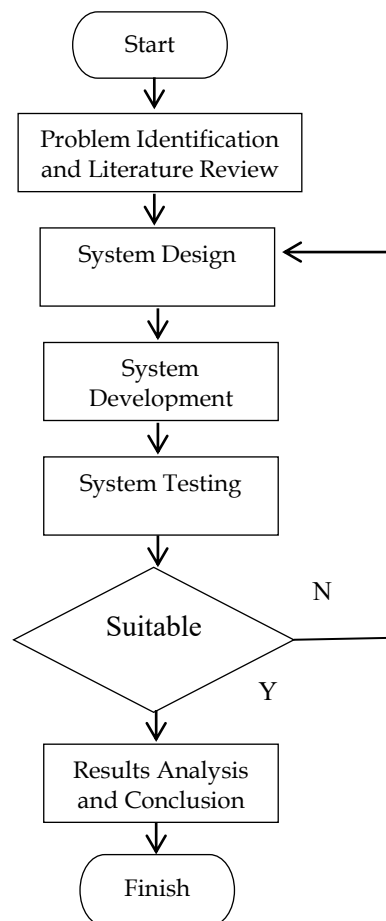 Start
Problem Identification
and Literature Review
System Design
System
Development
System Testing
Suitable
N
Y
Results Analysis
and Conclusion
Finish